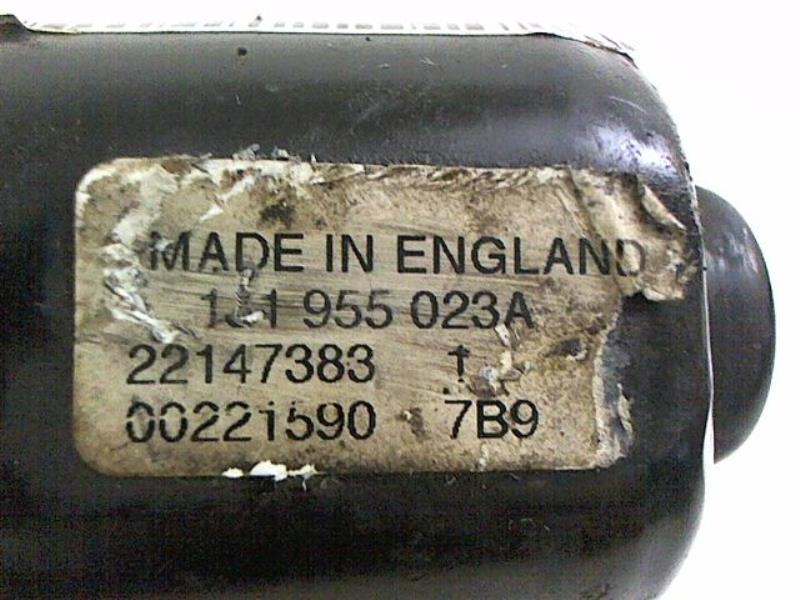 MADE IN ENGLAND
955 023A
22147383 1
00221590 7B9